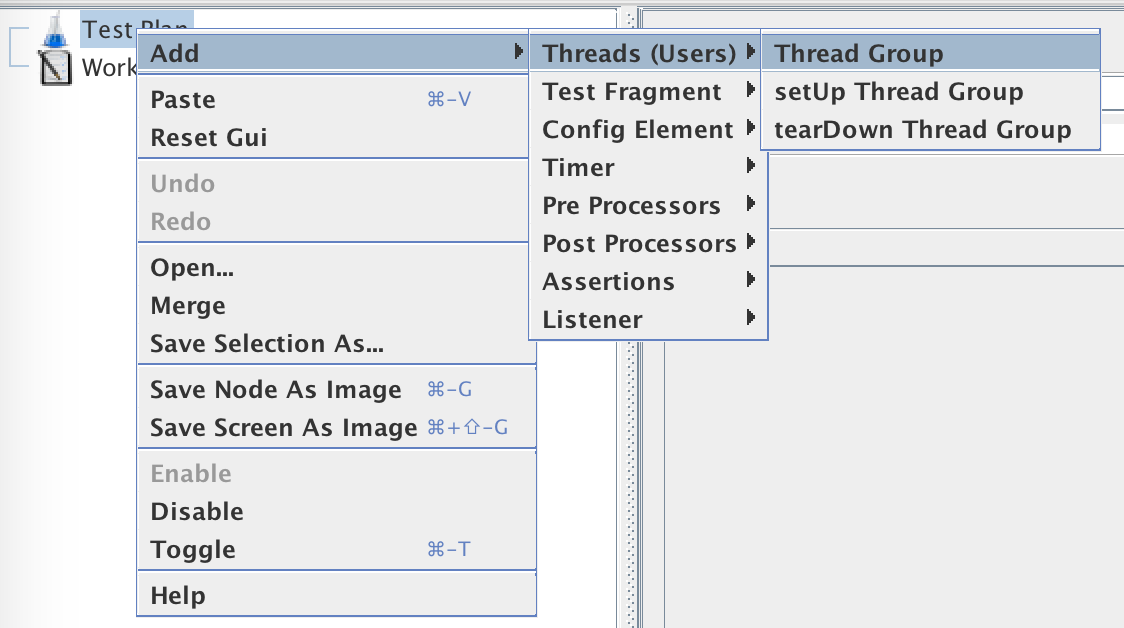 Test Plan
Work
Add
Paste ⌘-V
Reset Gui
Undo
Redo
Open...
Merge
Save Selection As...
Save Node As Image ⌘-G
Save Screen As Image ⌘+⇧-G
Enable
Disable
Toggle ⌘-T
Help
Threads (Users)
Test Fragment
Config Element
Timer
Pre Processors
Post Processors
Assertions
Listener
Thread Group
setUp Thread Group
tearDown Thread Group